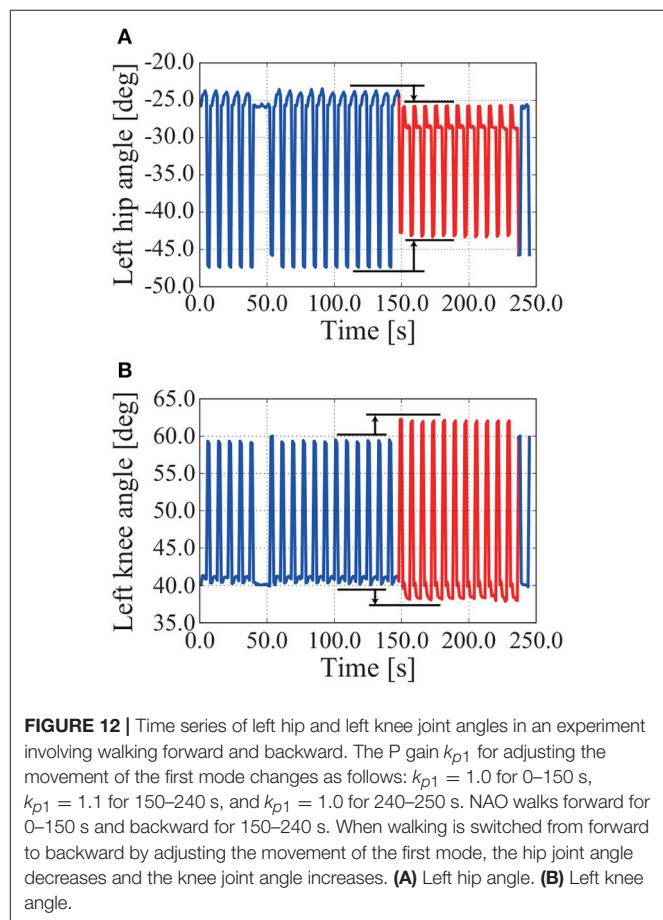 A
-20.0
-25.0
-30.0
-35.0
-40.0
-45.0
-50.0
Left hip angle [deg]
0.0 50.0 100.0 150.0 200.0 250.0
Time [s]
B
65.0
60.0
55.0
50.0
45.0
40.0
35.0
Left knee angle [deg]
0.0 50.0 100.0 150.0 200.0 250.0
Time [s]
FIGURE 12 | Time series of left hip and left knee joint angles in an experiment
involving walking forward and backward. The P gain kp1 for adjusting the
movement of the first mode changes as follows: kp1 = 1.0 for 0–150 s,
kp1 = 1.1 for 150–240 s, and kp1 = 1.0 for 240–250 s. NAO walks forward for
0–150 s and backward for 150–240 s. When walking is switched from forward
to backward by adjusting the movement of the first mode, the hip joint angle
decreases and the knee joint angle increases. (A) Left hip angle. (B) Left knee
angle.